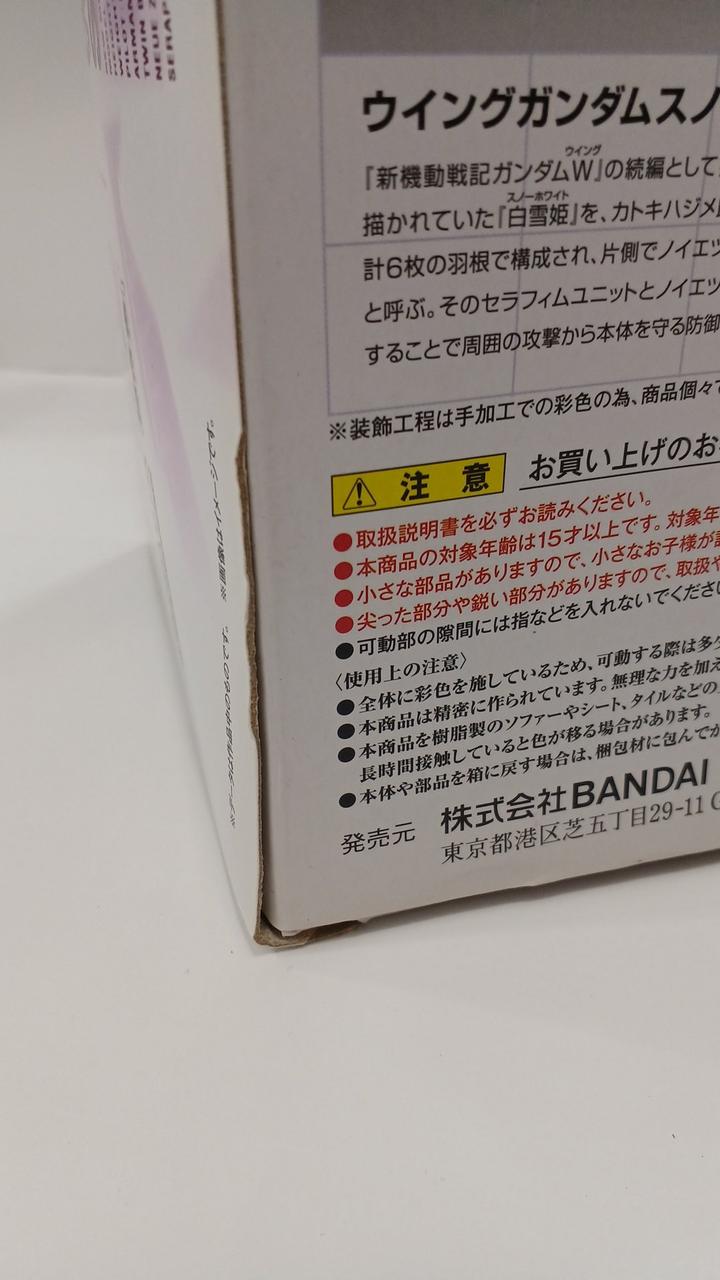 ARMAN
TWIN B
NEUE Z
SERAP
ウイングガンダムスノ
『新機動戦記ガンダムW』の続編として
ウイング
描かれていた『白雪姫』を、カトキハジメ
スノーホワイト
計6枚の羽根で構成され、片側でノイエッ
と呼ぶ。そのセラフィムユニットとノイエッ
することで周囲の攻撃から本体を守る防御
※装飾工程は手加工での彩色の為、商品個々で
注意 お買い上げのお
●取扱説明書を必ずお読みください。
●本商品の対象年齢は15才以上です。対象年
●小さな部品がありますので、小さなお子様が
●尖った部分や鋭い部分がありますので、取扱や
●可動部の隙間には指などを入れないでくださ
〈使用上の注意〉
●全体に彩色を施しているため、可動する際は多
●本商品は精密に作られています。無理な力を加え
●本商品を樹脂製のソファーやシート、タイルなどの
長時間接触していると色が移る場合があります。
●本体や部品を箱に戻す場合は、梱包材に包んでか
発売元 株式会社BANDAI
東京都港区芝五丁目29-11